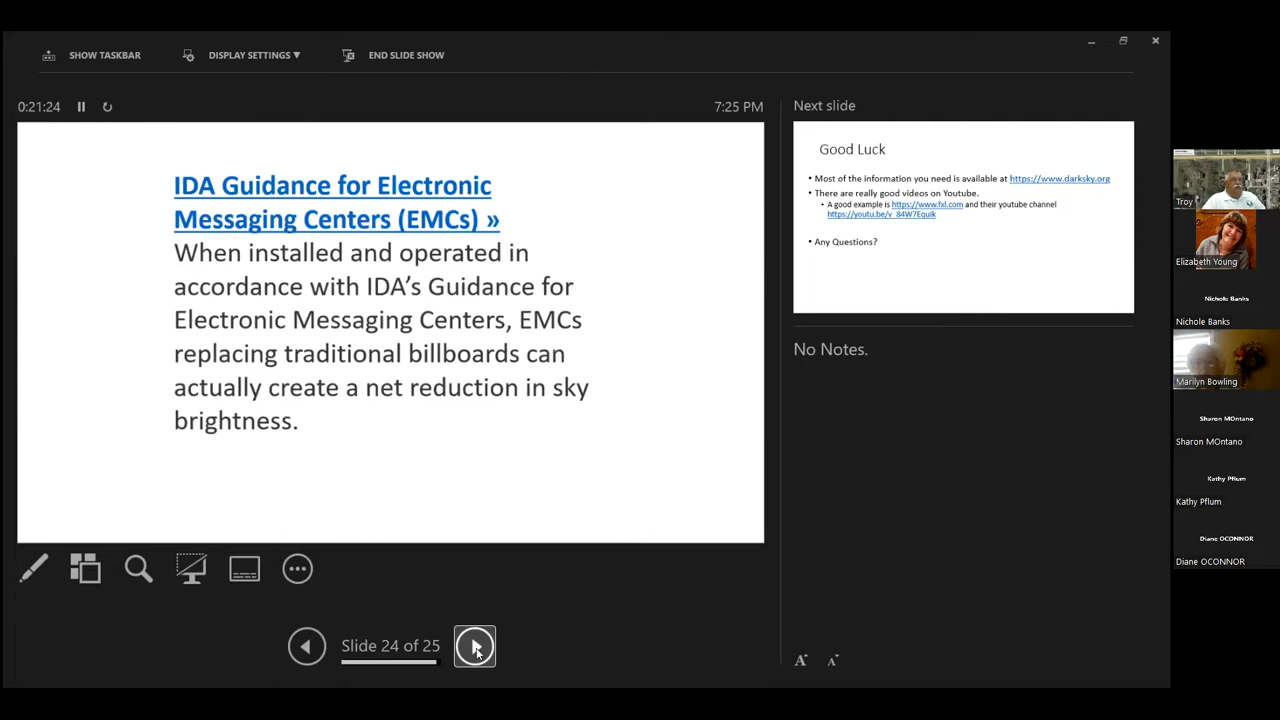 SHOW TASKBAR
DISPLAY SETTINGS ▼
END SLIDE SHOW
0:21:24
7:25 PM
IDA Guidance for Electronic
Messaging Centers (EMCs) »
When installed and operated in
accordance with IDA's Guidance for
Electronic Messaging Centers, EMCs
replacing traditional billboards can
actually create a net reduction in sky
brightness.
Slide 24 of 25
Next slide
Good Luck
• Most of the information you need is available at https://www.darksky.org
• There are really good videos on Youtube.
• A good example is https://www.fxl.com and their youtube channel
https://youtu.be/v_84W7Equik
• Any Questions?
No Notes.
A
A
Troy
Elizabeth Young
Nichole Banks
Nichole Banks
Marilyn Bowling
Sharon MOntano
Sharon MOntano
Kathy Pflum
Kathy Pflum
Diane OCONNOR
Diane OCONNOR